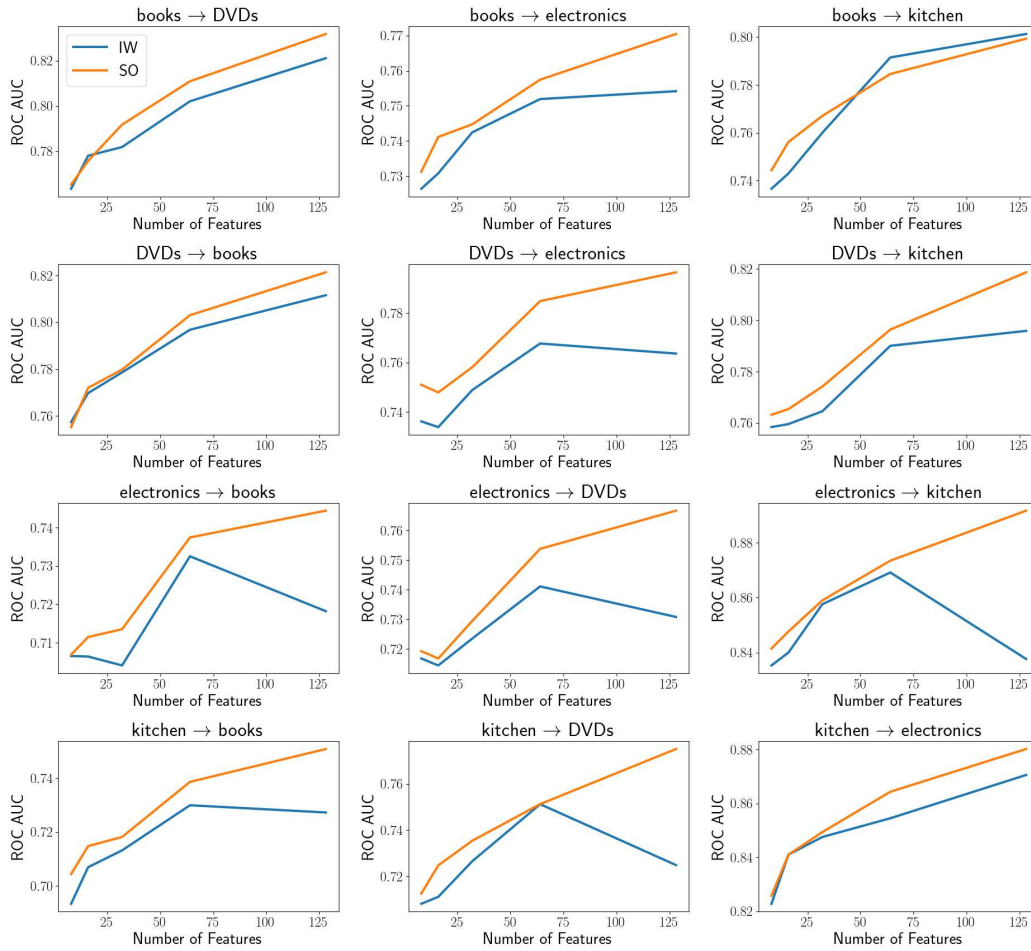 books → DVDs
IW
SO
ROC AUC
0.82
0.80
0.78
25 50 75 100 125
Number of Features
books → electronics
ROC AUC
0.77
0.76
0.75
0.74
0.73
25 50 75 100 125
Number of Features
books → kitchen
ROC AUC
0.80
0.78
0.76
0.74
25 50 75 100 125
Number of Features
DVDs → books
ROC AUC
0.82
0.80
0.78
0.76
25 50 75 100 125
Number of Features
DVDs → electronics
ROC AUC
0.78
0.76
0.74
25 50 75 100 125
Number of Features
DVDs → kitchen
ROC AUC
0.82
0.80
0.78
0.76
25 50 75 100 125
Number of Features
electronics → books
ROC AUC
0.74
0.73
0.72
0.71
25 50 75 100 125
Number of Features
electronics → DVDs
ROC AUC
0.76
0.75
0.74
0.73
0.72
25 50 75 100 125
Number of Features
electronics → kitchen
ROC AUC
0.88
0.86
0.84
25 50 75 100 125
Number of Features
kitchen → books
ROC AUC
0.74
0.72
0.70
25 50 75 100 125
Number of Features
kitchen → DVDs
ROC AUC
0.76
0.74
0.72
25 50 75 100 125
Number of Features
kitchen → electronics
ROC AUC
0.88
0.86
0.84
0.82
25 50 75 100 125
Number of Features